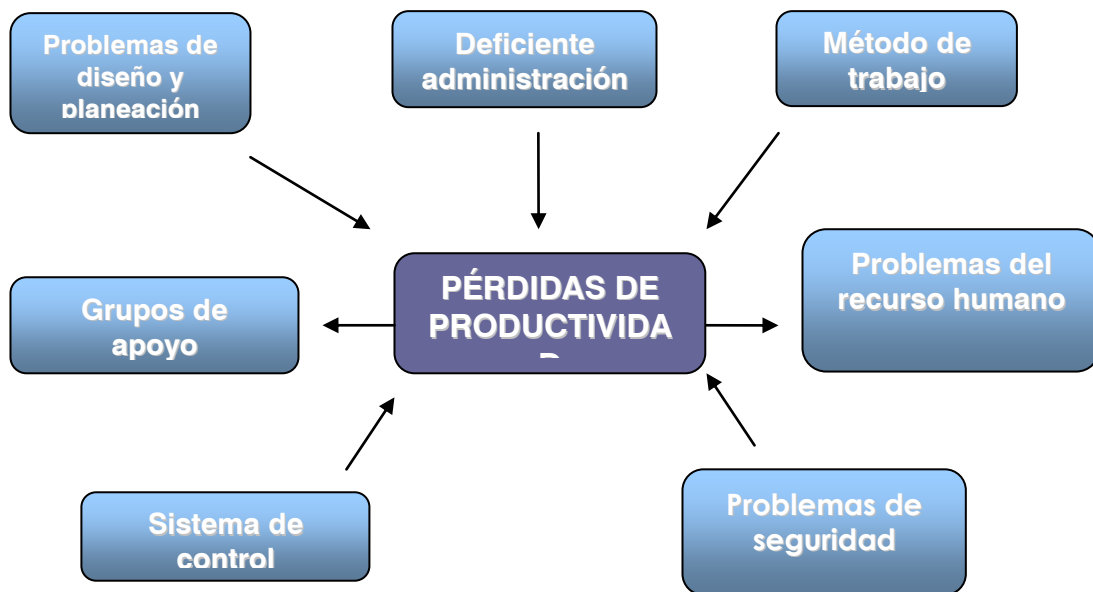 Problemas de
diseño y
planeación
Deficiente
administración
Método de
trabajo
Grupos de
apoyo
PÉRDIDAS DE
PRODUCTIVIDA
D
Problemas del
recurso humano
Sistema de
control
Problemas de
seguridad